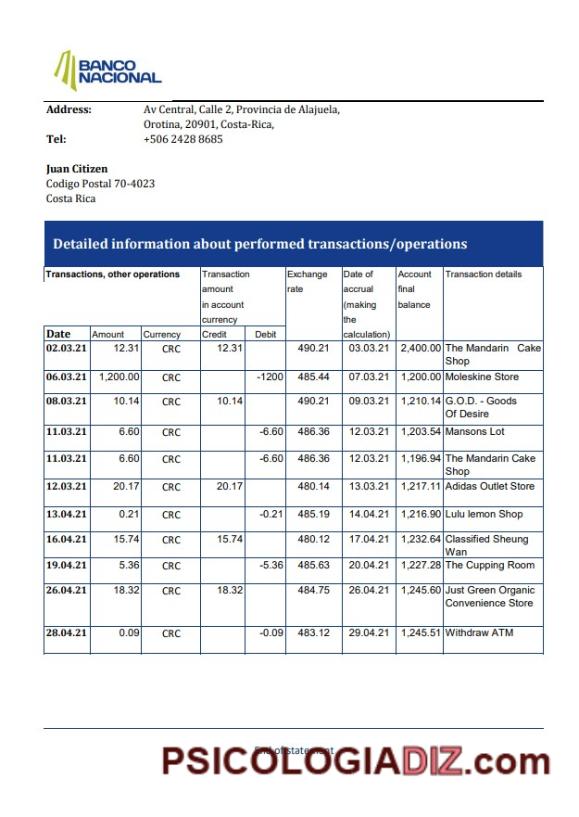 BANCO
NACIONAL
Address: Av Central, Calle 2, Provincia de Alajuela,
Orotina, 20901, Costa-Rica,
Tel: +506 2428 8685
Juan Citizen
Codigo Postal 70-4023
Costa Rica
Detailed information about performed transactions/operations
Transactions, other operations Transaction amount in account currency Exchange rate Date of accrual (making the calculation) Account final balance Transaction details
Date Amount Currency Credit Debit
02.03.21 12.31 CRC 12.31 490.21 03.03.21 2,400.00 The Mandarin Cake
Shop
06.03.21 1,200.00 CRC -1200 485.44 07.03.21 1,200.00 Moleskine Store
08.03.21 10.14 CRC 10.14 490.21 09.03.21 1,210.14 G.O.D. - Goods
Of Desire
11.03.21 6.60 CRC -6.60 486.36 12.03.21 1,203.54 Mansons Lot
11.03.21 6.60 CRC -6.60 486.36 12.03.21 1,196.94 The Mandarin Cake
Shop
12.03.21 20.17 CRC 20.17 480.14 13.03.21 1,217.11 Adidas Outlet Store
13.04.21 0.21 CRC -0.21 485.19 14.04.21 1,216.90 Lulu lemon Shop
16.04.21 15.74 CRC 15.74 480.12 17.04.21 1,232.64 Classified Sheung
Wan
19.04.21 5.36 CRC -5.36 485.63 20.04.21 1,227.28 The Cupping Room
26.04.21 18.32 CRC 18.32 484.75 26.04.21 1,245.60 Just Green Organic
Convenience Store
28.04.21 0.09 CRC -0.09 483.12 29.04.21 1,245.51 Withdraw ATM
End of statement
PSICOLOGIADIZ.com